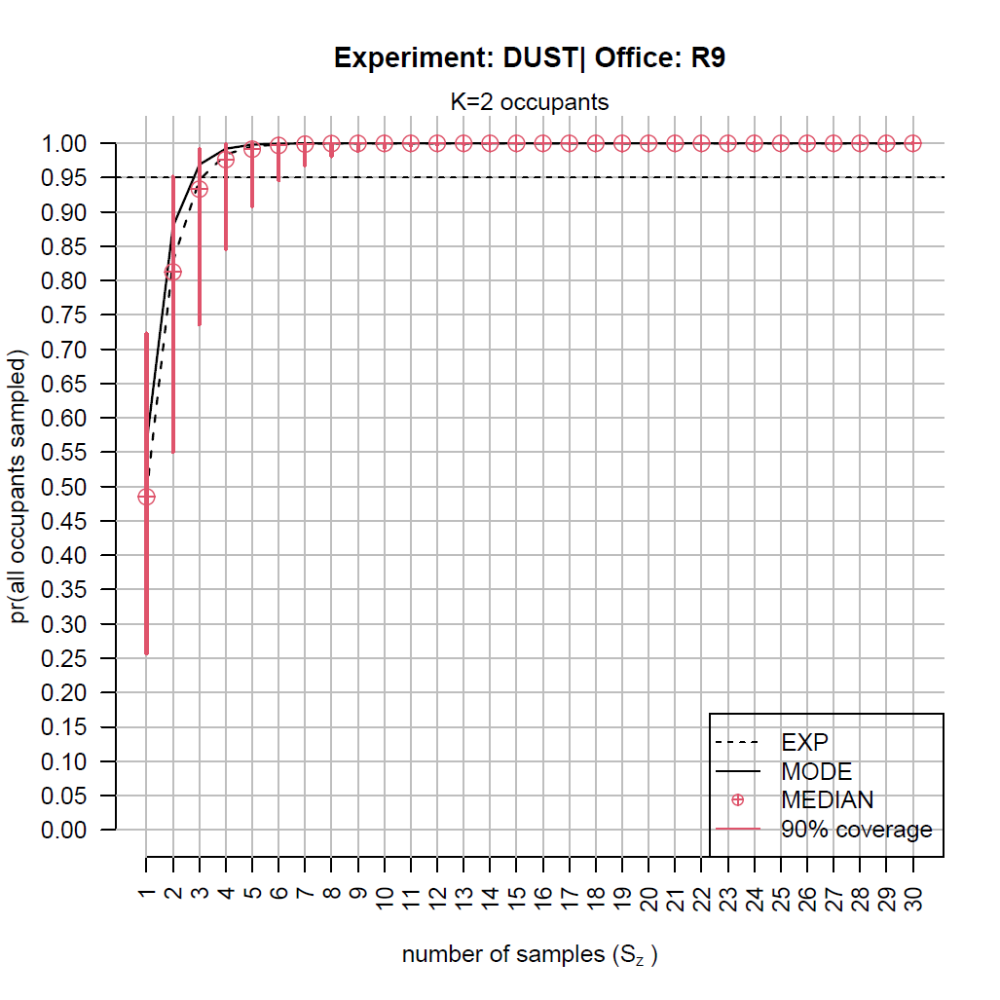 Experiment: DUST| Office: R9
K=2 occupants
pr(all occupants sampled)
1.00
0.95
0.90
0.85
0.80
0.75
0.70
0.65
0.60
0.55
0.50
0.45
0.40
0.35
0.30
0.25
0.20
0.15
0.10
0.05
0.00
EXP
MODE
MEDIAN
90% coverage
1 2 3 4 5 6 7 8 9 10 11 12 13 14 15 16 17 18 19 20 21 22 23 24 25 26 27 28 29 30
number of samples (Sz )